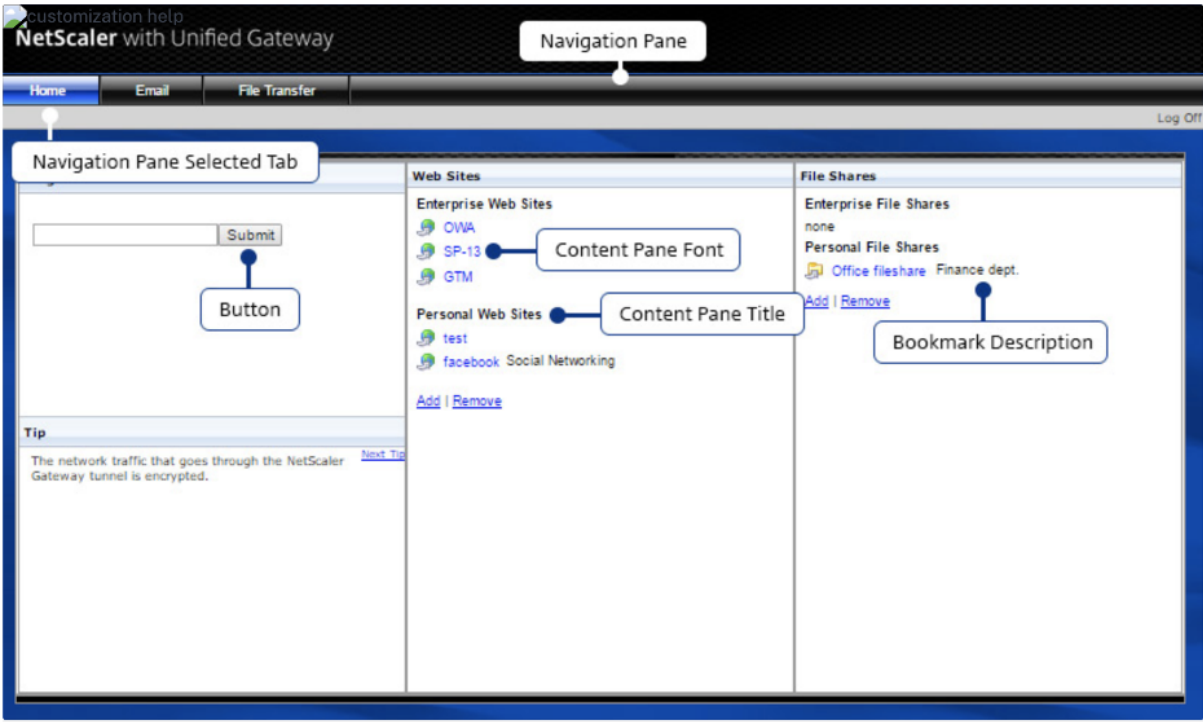 customization help
NetScaler with Unified Gateway
Navigation Pane
Home Email File Transfer
Log Off
Navigation Pane Selected Tab
Submit
Button
Tip
Next Tip
The network traffic that goes through the NetScaler
Gateway tunnel is encrypted.
Web Sites
Enterprise Web Sites
OWA
SP-13
Content Pane Font
GTM
Personal Web Sites
Content Pane Title
test
facebook Social Networking
Add | Remove
File Shares
Enterprise File Shares
none
Personal File Shares
Office fileshare Finance dept.
Add | Remove
Bookmark Description